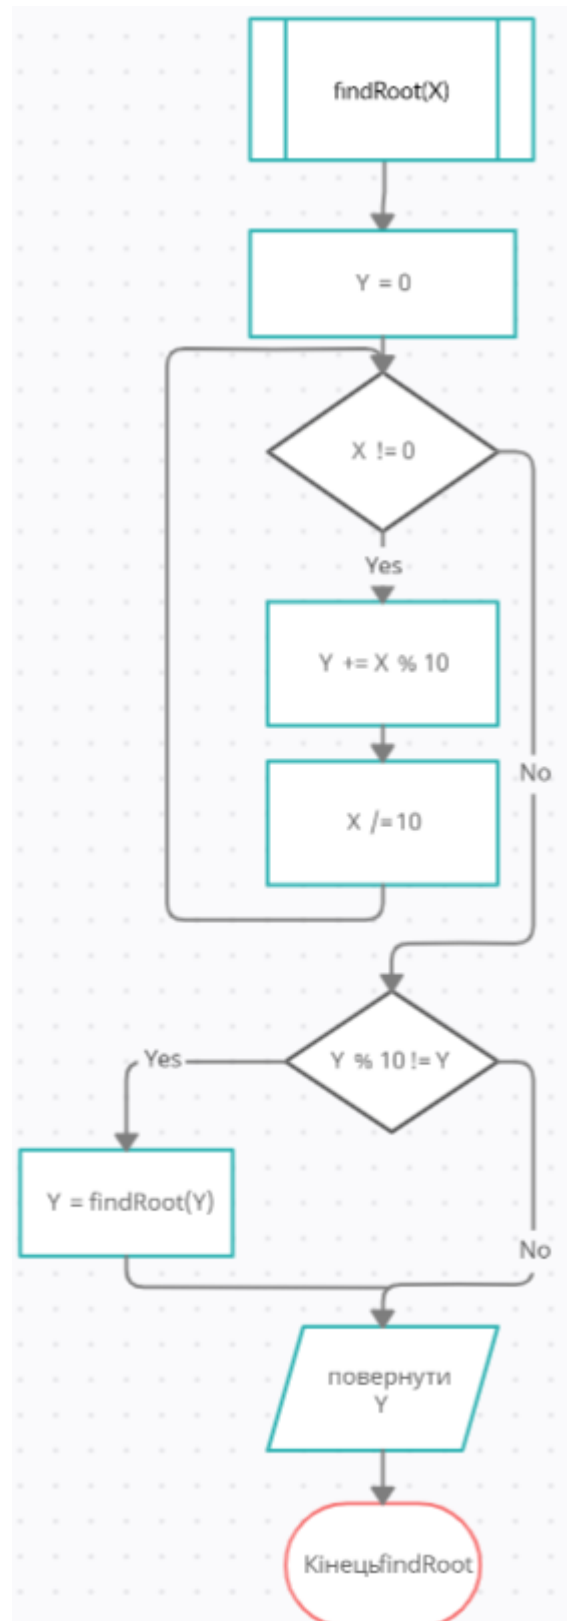 findRoot(X)
Y = 0
X != 0
Yes
Y += X % 10
X /=10
No
Y % 10 != Y
Yes
Y = findRoot(Y)
No
повернути
Y
КінецьfindRoot